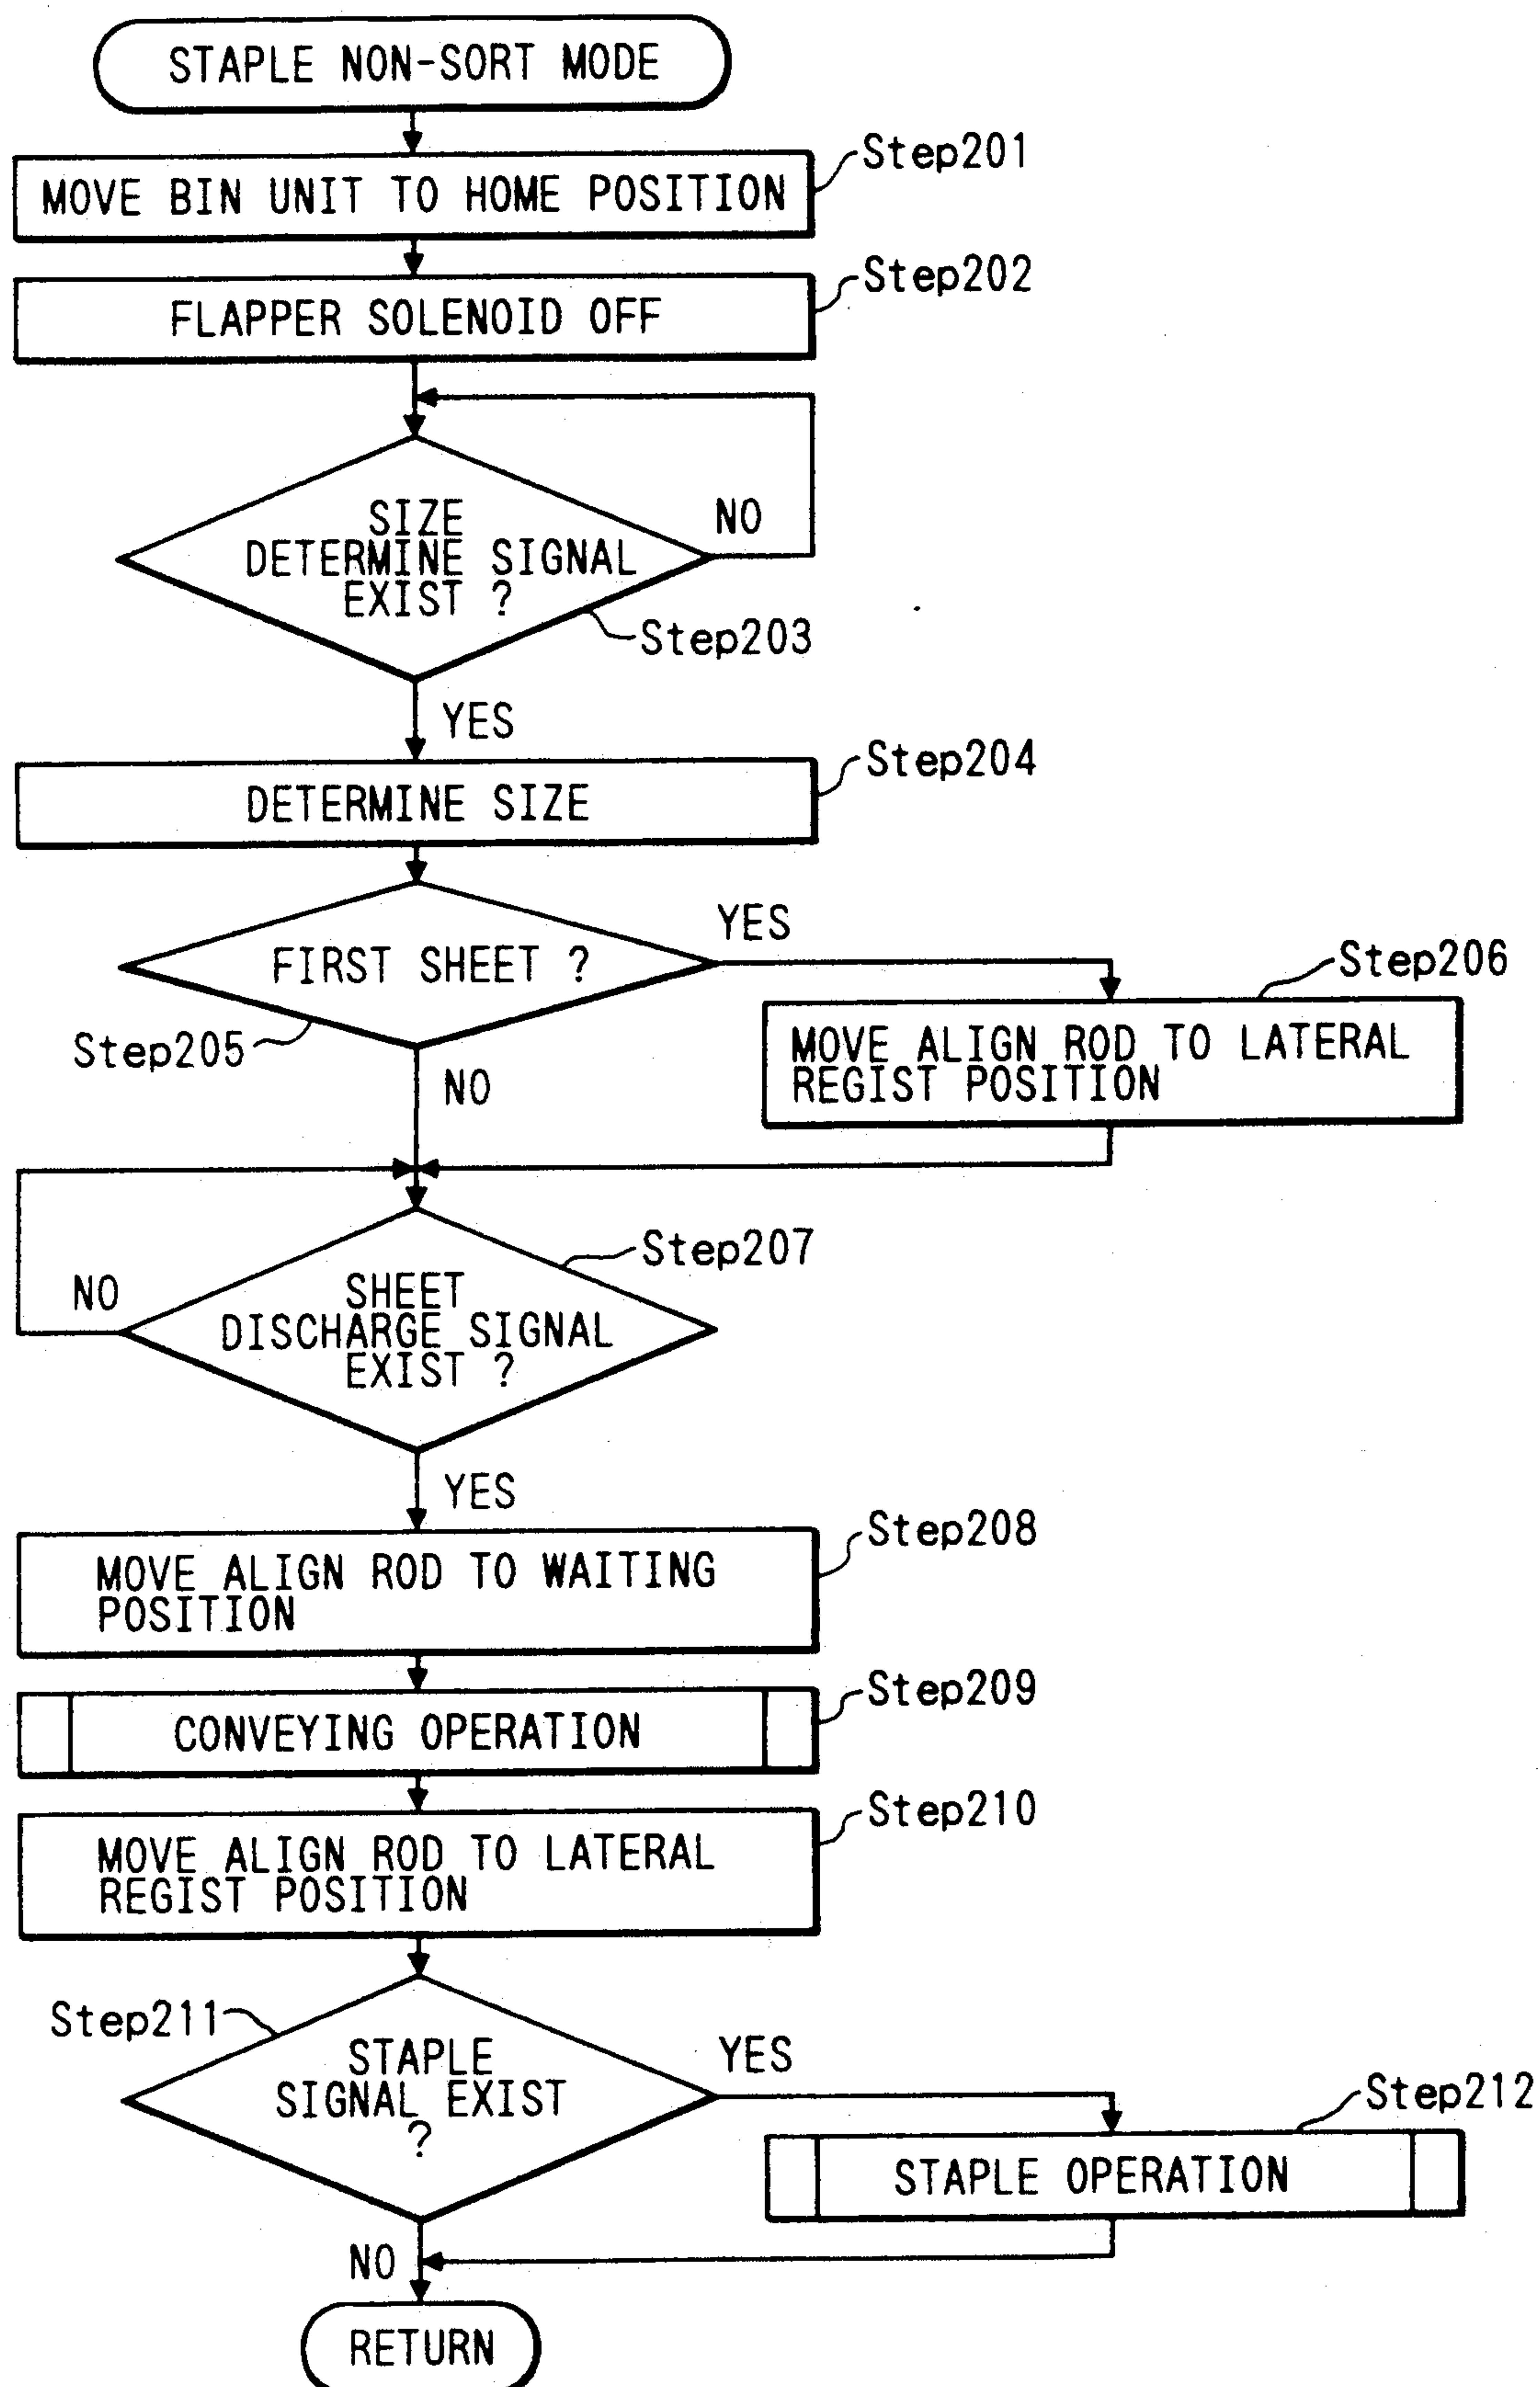 STAPLE NON-SORT MODE
Step201
MOVE BIN UNIT TO HOME POSITION
Step202
FLAPPER SOLENOID OFF
SIZE
DETERMINE SIGNAL
EXIST ?
NO
Step203
YES
Step204
DETERMINE SIZE
FIRST SHEET ?
YES
Step205
NO
Step206
MOVE ALIGN ROD TO LATERAL
REGIST POSITION
Step207
SHEET
DISCHARGE SIGNAL
EXIST ?
NO
YES
Step208
MOVE ALIGN ROD TO WAITING
POSITION
Step209
CONVEYING OPERATION
Step210
MOVE ALIGN ROD TO LATERAL
REGIST POSITION
Step211
STAPLE
SIGNAL EXIST
?
YES
Step212
STAPLE OPERATION
NO
RETURN